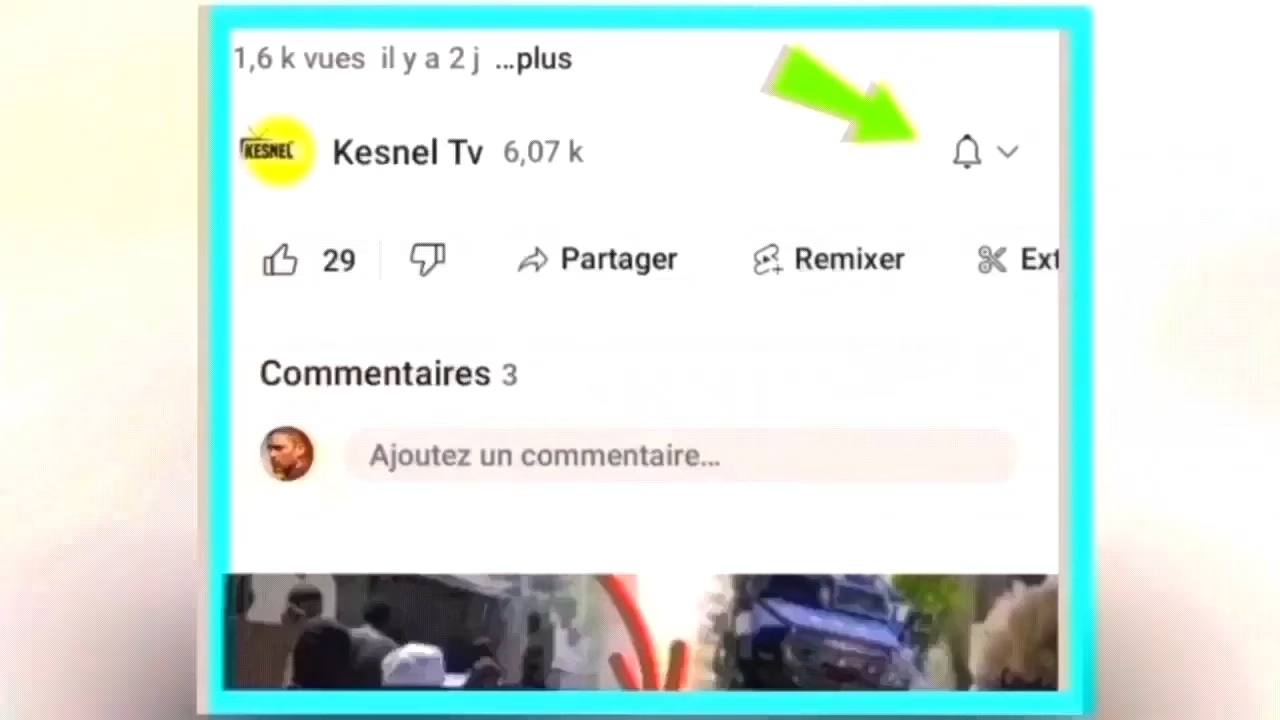 1,6 k vues il y a 2 j ...plus
KESNEL
Kesnel Tv 6,07 k
29 Partager Remixer Ext
Commentaires 3
Ajoutez un commentaire...